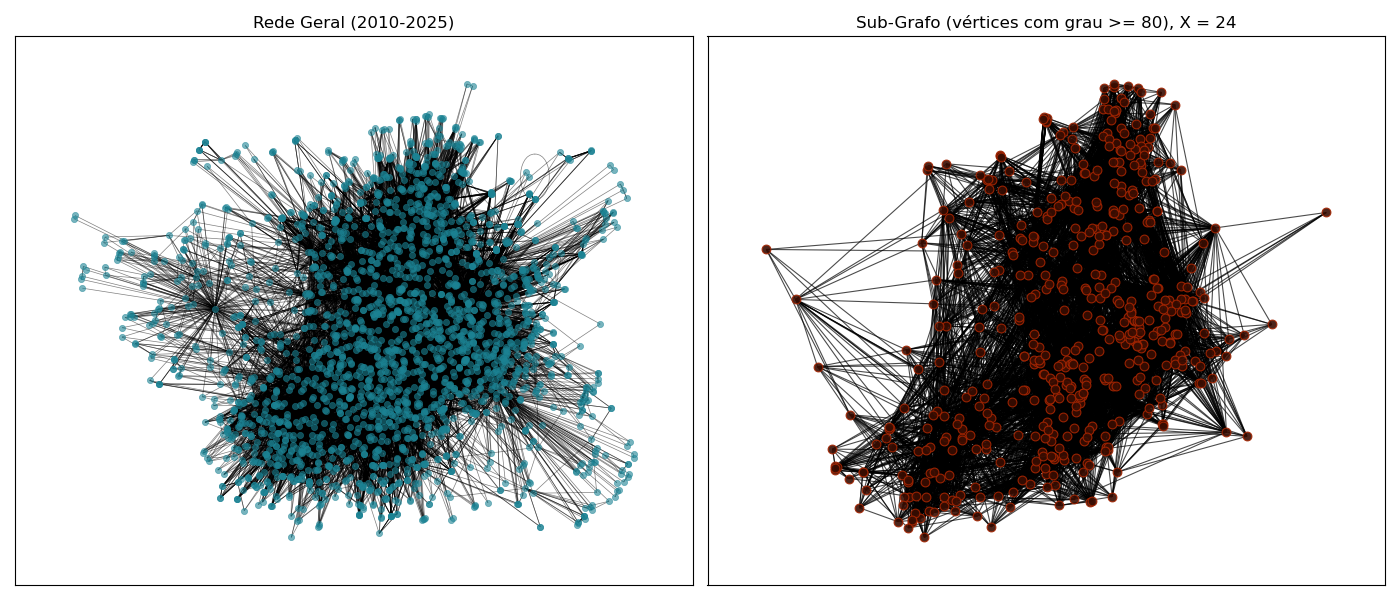 Rede Geral (2010-2025)
Sub-Grafo (vértices com grau >= 80), X = 24